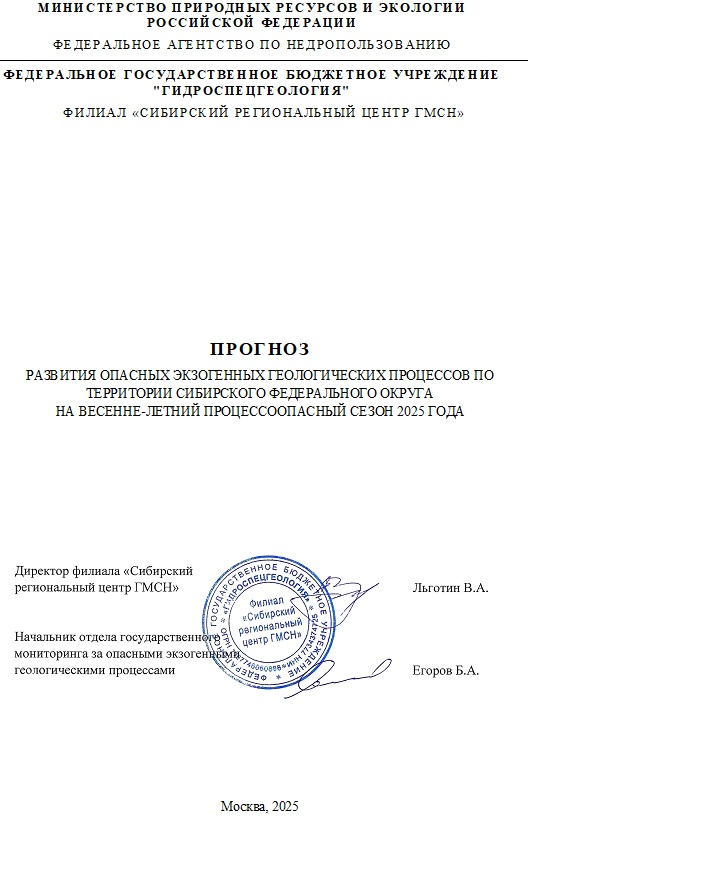 МИНИСТЕРСТВО ПРИРОДНЫХ РЕСУРСОВ И ЭКОЛОГИИ
РОССИЙСКОЙ ФЕДЕРАЦИИ
ФЕДЕРАЛЬНОЕ АГЕНТСТВО ПО НЕДРОПОЛЬЗОВАНИЮ
ФЕДЕРАЛЬНОЕ ГОСУДАРСТВЕННОЕ БЮДЖЕТНОЕ УЧРЕЖДЕНИЕ
"ГИДРОСПЕЦГЕОЛОГИЯ"
ФИЛИАЛ «СИБИРСКИЙ РЕГИОНАЛЬНЫЙ ЦЕНТР ГМСН»
ПРОГНОЗ
РАЗВИТИЯ ОПАСНЫХ ЭКЗОГЕННЫХ ГЕОЛОГИЧЕСКИХ ПРОЦЕССОВ ПО
ТЕРРИТОРИИ СИБИРСКОГО ФЕДЕРАЛЬНОГО ОКРУГА
НА ВЕСЕННЕ-ЛЕТНИЙ ПРОЦЕССООПАСНЫЙ СЕЗОН 2025 ГОДА
Директор филиала «Сибирский
региональный центр ГМСН»
Льготин В.А.
ФЕДЕРАЛЬНОЕ ГОСУДАРСТВЕННОЕ БЮДЖЕТНОЕ УЧРЕЖДЕНИЕ
«ГИДРОСПЕЦГЕОЛОГИЯ»
ИНН 7734374725
Филиал
«Сибирский
региональный
центр ГМСН»
Начальник отдела государственного
мониторинга за опасными экзогенными
геологическими процессами
Егоров Б.А.
Москва, 2025